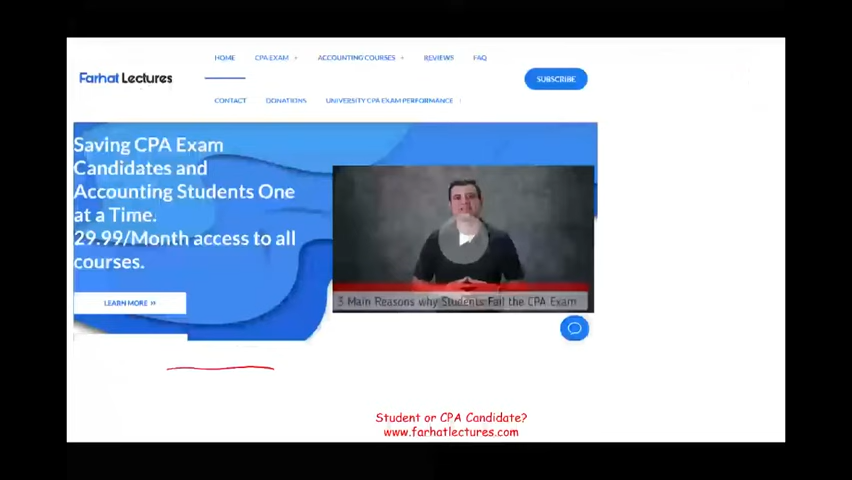 HOME CPA EXAM ACCOUNTING COURSES REVIEWS FAQ
Farhat Lectures
SUBSCRIBE
CONTACT DONATIONS UNIVERSITY CPA EXAM PERFORMANCE
Saving CPA Exam
Candidates and
Accounting Students One
at a Time.
29.99/Month access to all
courses.
LEARN MORE »
3 Main Reasons why Students Fail the CPA Exam
Student or CPA Candidate?
www.farhatlectures.com